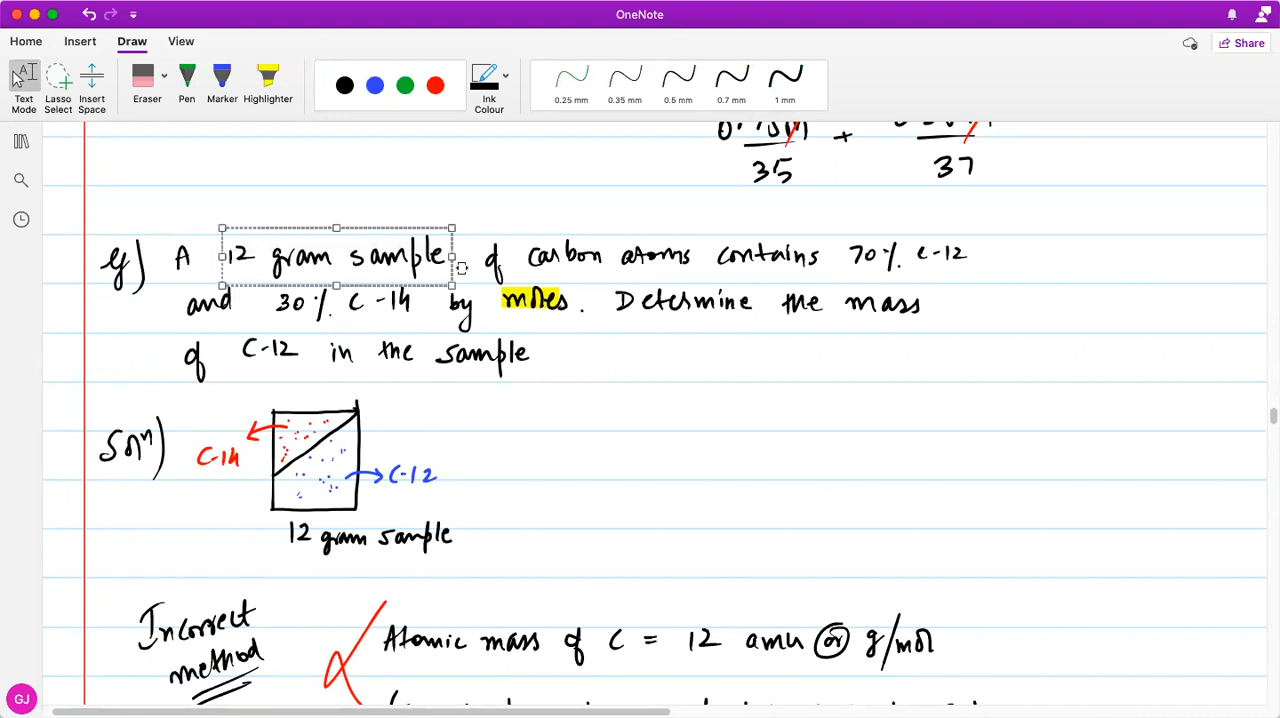 OneNote
Home Insert Draw View
Share
Text Mode
Lasso Select
Insert Space
Eraser
Pen
Marker
Highlighter
Ink Colour
0.25 mm 0.35 mm 0.5 mm 0.7 mm 1 mm
35 + 37
eg) A 12 gram sample of carbon atoms contains 70% C-12
and 30% C-14 by moles. Determine the mass
of C-12 in the sample
Solⁿ)
C-14
C-12
12 gram sample
Incorrect method
Atomic mass of C = 12 amu or g/mol
GJ